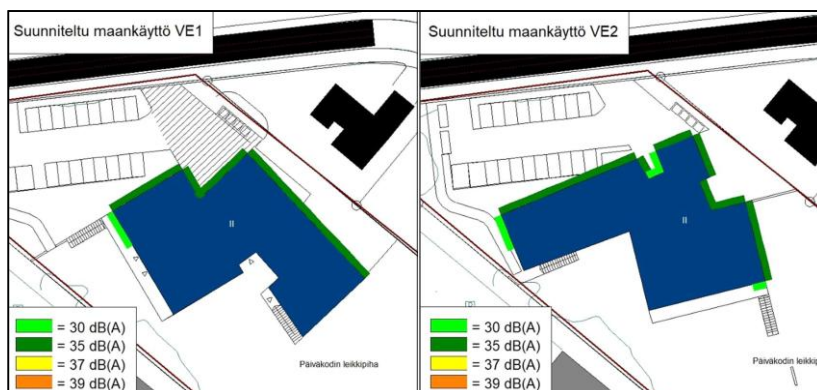 Suunniteltu maankäyttö VE1
II
= 30 dB(A)
= 35 dB(A)
= 37 dB(A)
= 39 dB(A)
Päiväkodin leikkipiha
Suunniteltu maankäyttö VE2
II
= 30 dB(A)
= 35 dB(A)
= 37 dB(A)
= 39 dB(A)
Päiväkodin leikkip